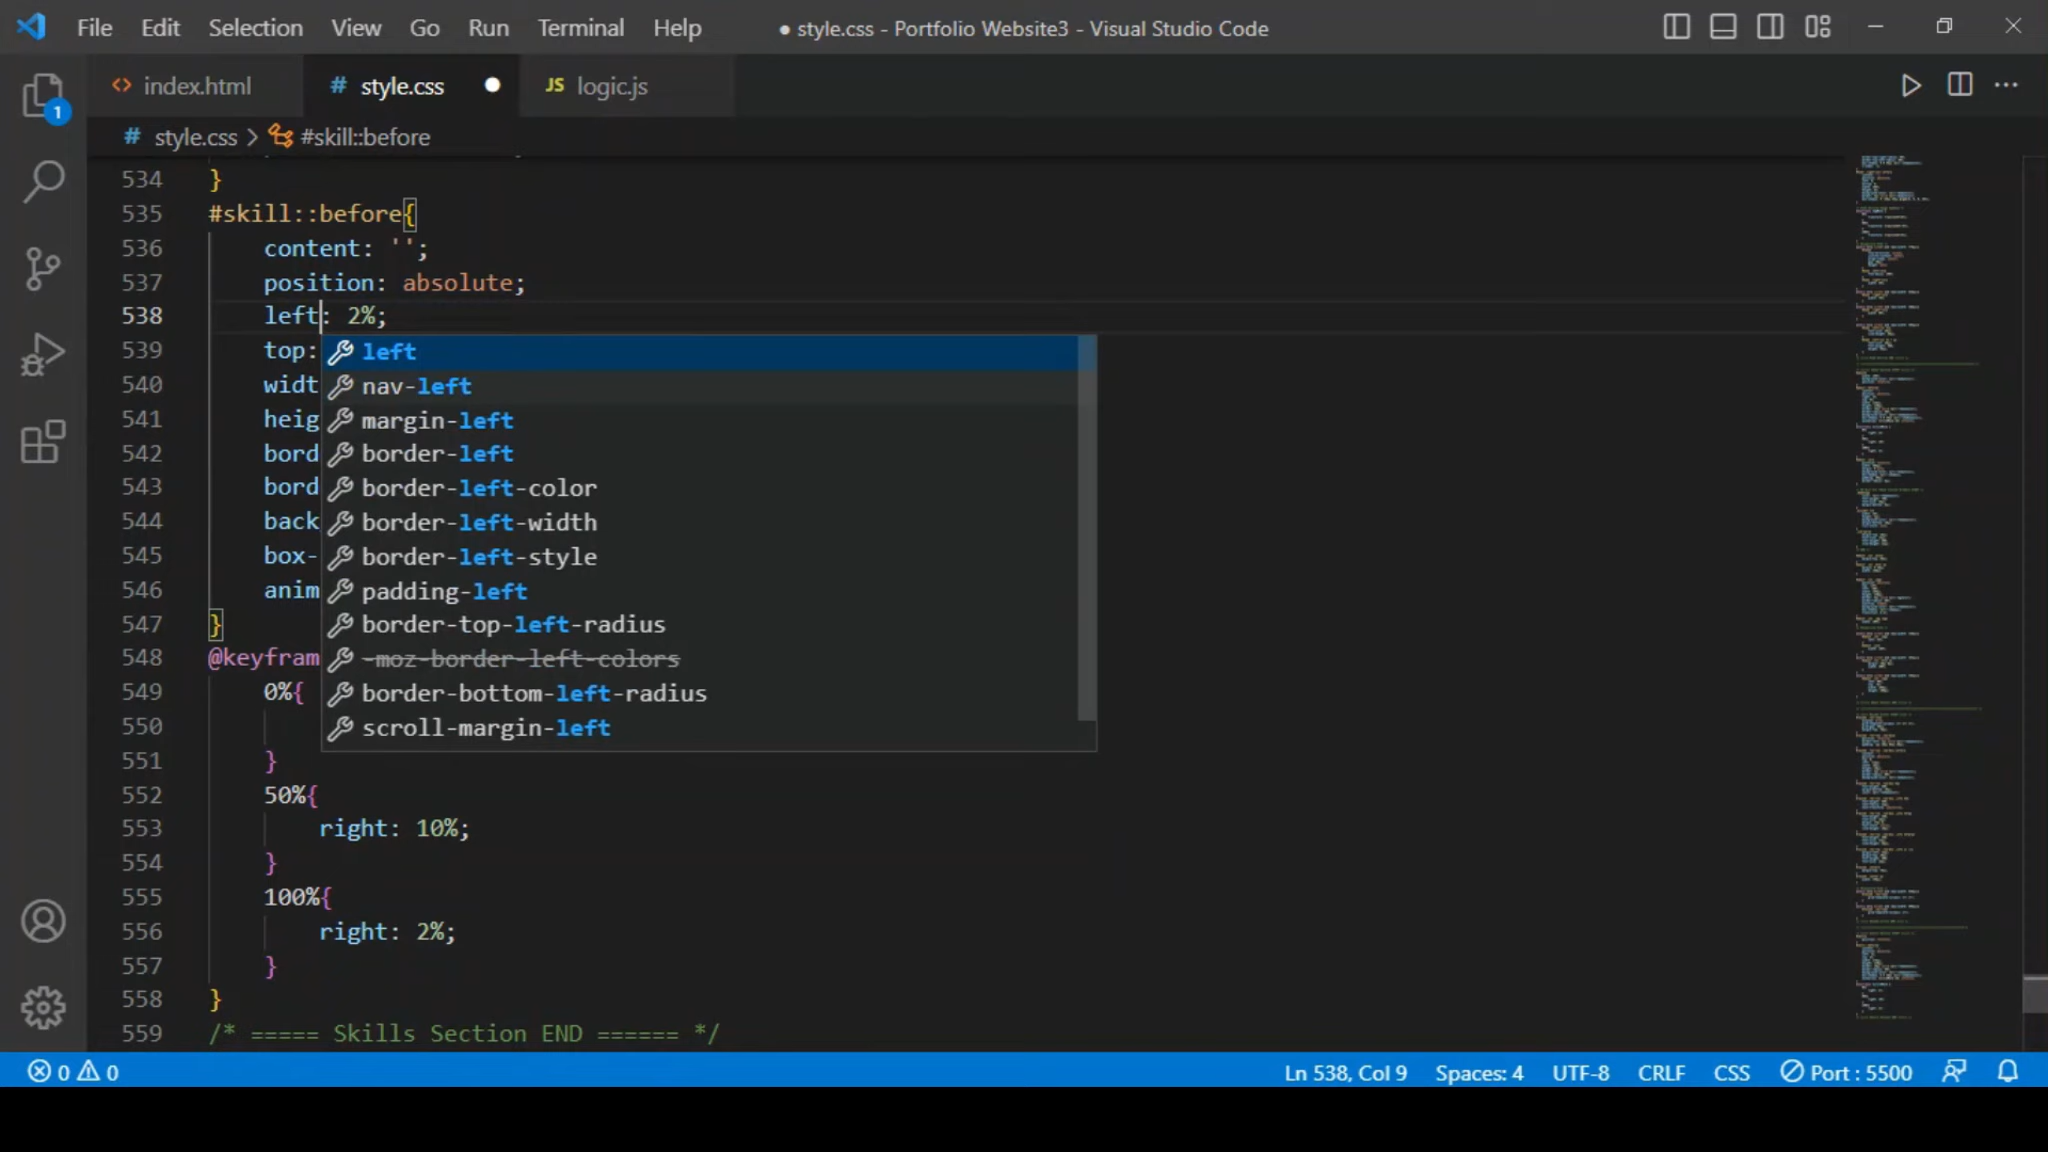 File Edit Selection View Go Run Terminal Help ● style.css - Portfolio Website3 - Visual Studio Code
1
<> index.html # style.css ● JS logic.js
# style.css > #skill::before
534 }
535 #skill::before{
536 content: '';
537 position: absolute;
538 left: 2%;
539 top: left
540 widt nav-left
541 heig margin-left
542 bord border-left
543 bord border-left-color
544 back border-left-width
545 box- border-left-style
546 anim padding-left
547 } border-top-left-radius
548 @keyfram -moz-border-left-colors
549 0%{ border-bottom-left-radius
550 scroll-margin-left
551 }
552 50%{
553 right: 10%;
554 }
555 100%{
556 right: 2%;
557 }
558 }
559 /* ===== Skills Section END ====== */
0 0 Ln 538, Col 9 Spaces: 4 UTF-8 CRLF CSS Port : 5500